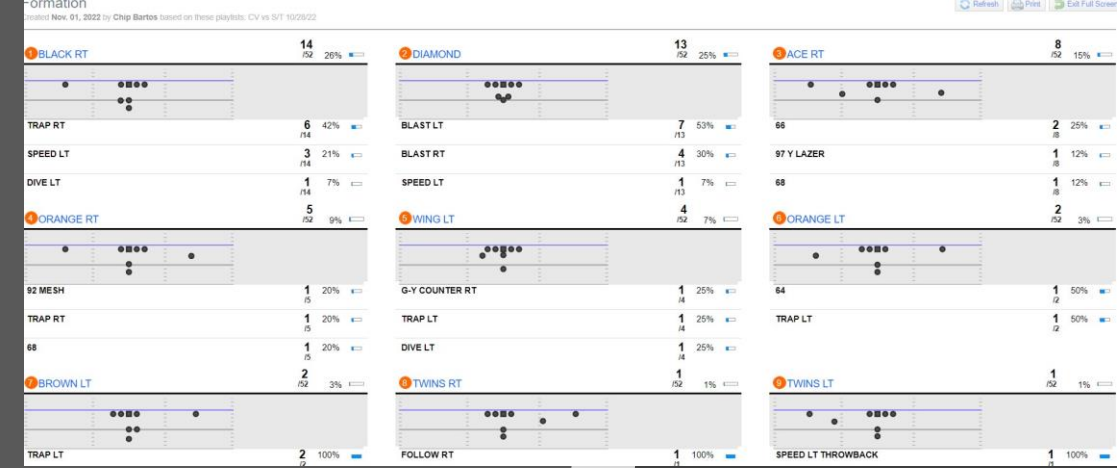 Formation
Created Nov. 01, 2022 by Chip Bartos based on these playlists: CV vs S/T 10/28/22
Refresh Print Exit Full Screen
1 BLACK RT 14 /52 26%
TRAP RT 6 /14 42%
SPEED LT 3 /14 21%
DIVE LT 1 /14 7%
2 DIAMOND 13 /52 25%
BLAST LT 7 /13 53%
BLAST RT 4 /13 30%
SPEED LT 1 /13 7%
3 ACE RT 8 /52 15%
66 2 /8 25%
97 Y LAZER 1 /8 12%
68 1 /8 12%
4 ORANGE RT 5 /52 9%
92 MESH 1 /5 20%
TRAP RT 1 /5 20%
68 1 /5 20%
5 WING LT 4 /52 7%
G-Y COUNTER RT 1 /4 25%
TRAP LT 1 /4 25%
DIVE LT 1 /4 25%
6 ORANGE LT 2 /52 3%
64 1 /2 50%
TRAP LT 1 /2 50%
7 BROWN LT 2 /52 3%
TRAP LT 2 /2 100%
8 TWINS RT 1 /52 1%
FOLLOW RT 1 /1 100%
9 TWINS LT 1 /52 1%
SPEED LT THROWBACK 1 /1 100%